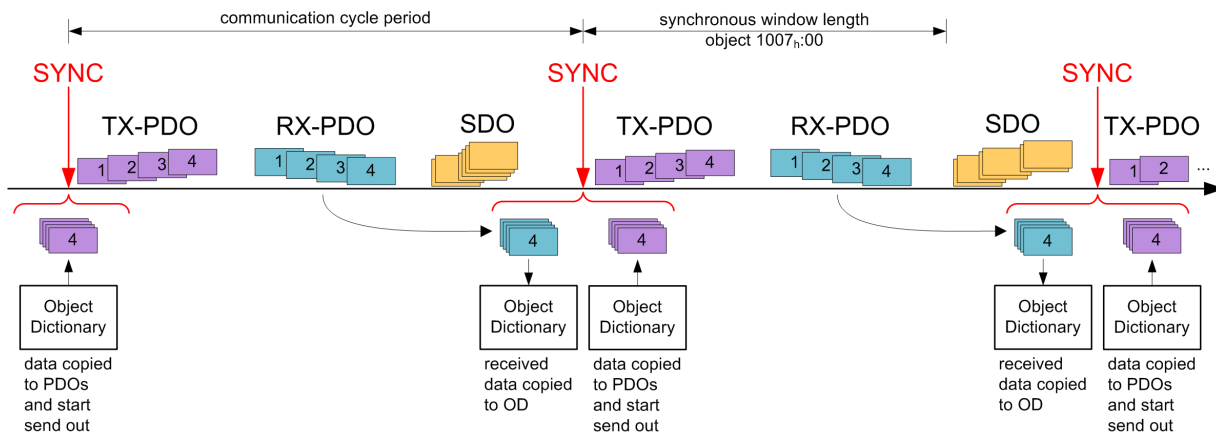 communication cycle period
synchronous window length
object 1007h:00
SYNC
SYNC
SYNC
TX-PDO
RX-PDO
SDO
TX-PDO
RX-PDO
SDO
TX-PDO
1 2 3 4
1 2 3 4
1 2 3 4
1 2 3 4
1 2 ...
4
4
4
4
4
Object
Dictionary
Object
Dictionary
Object
Dictionary
Object
Dictionary
Object
Dictionary
data copied
to PDOs
and start
send out
received
data copied
to OD
data copied
to PDOs
and start
send out
received
data copied
to OD
data copied
to PDOs
and start
send out